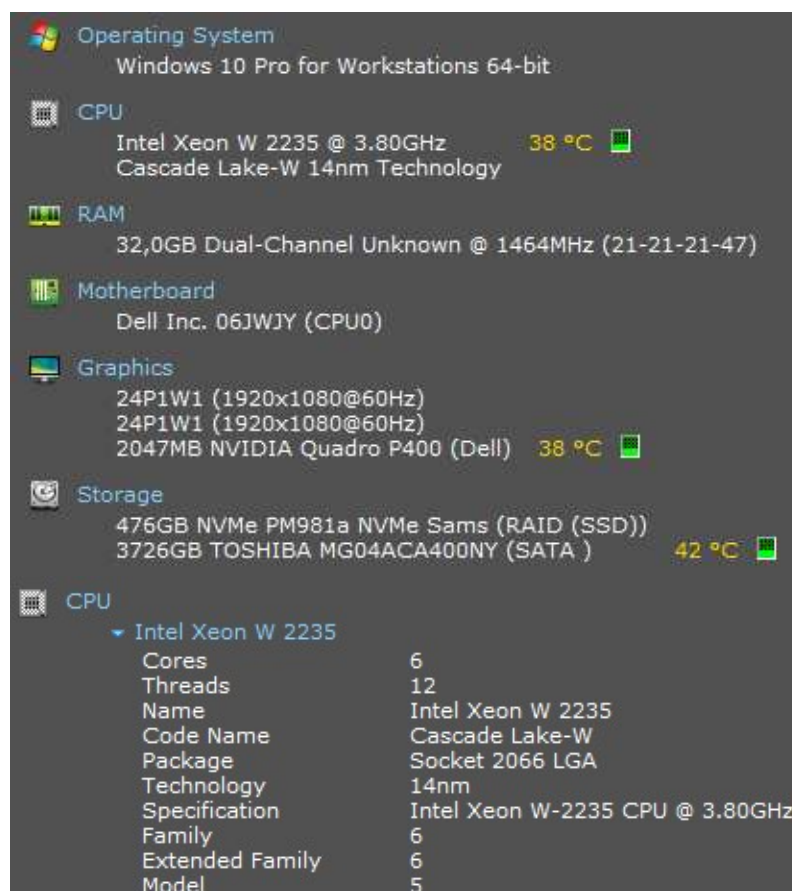 Operating System
Windows 10 Pro for Workstations 64-bit
CPU
Intel Xeon W 2235 @ 3.80GHz 38 °C
Cascade Lake-W 14nm Technology
RAM
32,0GB Dual-Channel Unknown @ 1464MHz (21-21-21-47)
Motherboard
Dell Inc. 06JWJY (CPU0)
Graphics
24P1W1 (1920x1080@60Hz)
24P1W1 (1920x1080@60Hz)
2047MB NVIDIA Quadro P400 (Dell) 38 °C
Storage
476GB NVMe PM981a NVMe Sams (RAID (SSD))
3726GB TOSHIBA MG04ACA400NY (SATA ) 42 °C
CPU
Intel Xeon W 2235
Cores 6
Threads 12
Name Intel Xeon W 2235
Code Name Cascade Lake-W
Package Socket 2066 LGA
Technology 14nm
Specification Intel Xeon W-2235 CPU @ 3.80GHz
Family 6
Extended Family 6
Model 5